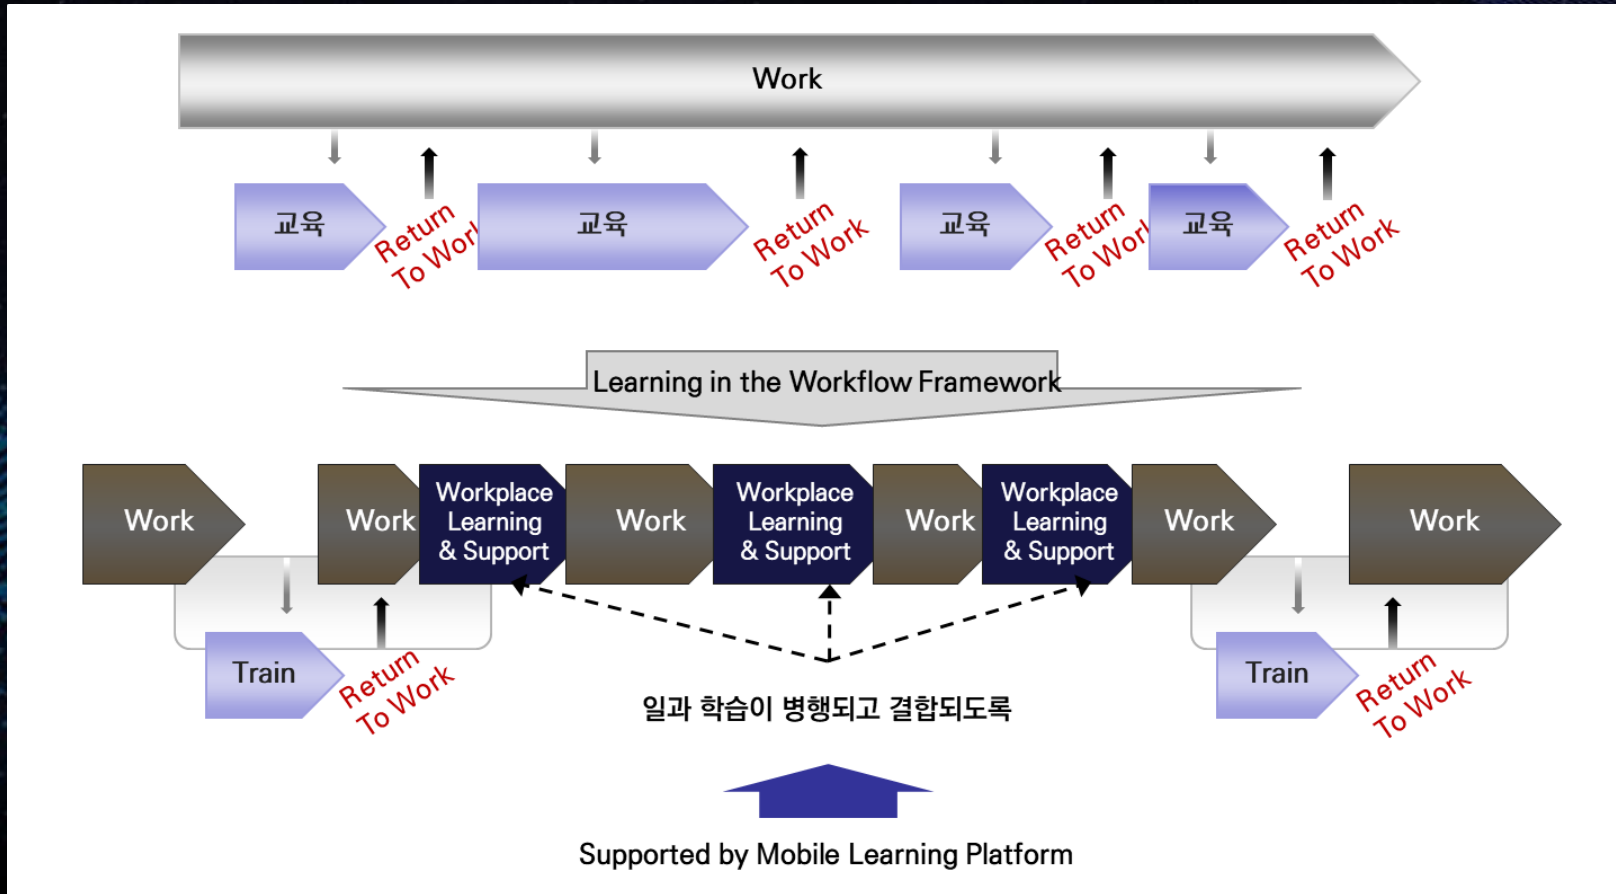 Work
교육
Return
To Work
교육
Return
To Work
교육
Return
To Work
교육
Return
To Work
Learning in the Workflow Framework
Work
Work
Workplace
Learning
& Support
Work
Workplace
Learning
& Support
Work
Workplace
Learning
& Support
Work
Work
Train
Return
To Work
일과 학습이 병행되고 결합되도록
Train
Return
To Work
Supported by Mobile Learning Platform